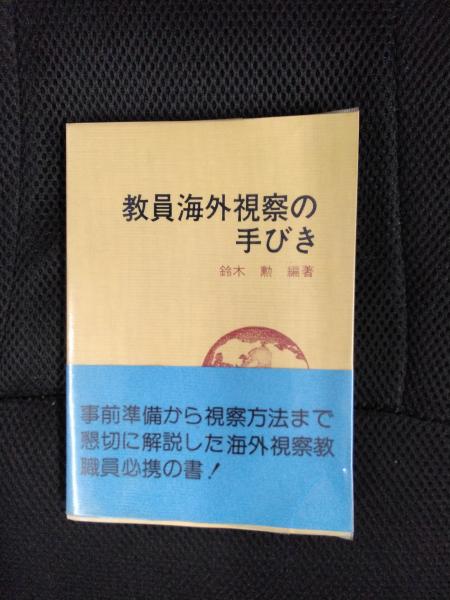 教員海外視察の
手びき
鈴木 勲 編著
事前準備から視察方法まで
懇切に解説した海外視察教
職員必携の書!